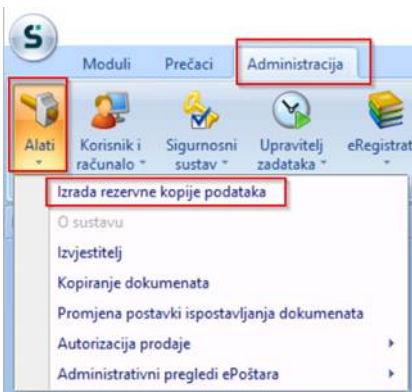 S
Moduli Prečaci Administracija
Alati Korisnik i računalo Sigurnosni sustav Upravitelj zadataka eRegistrat
Izrada rezervne kopije podataka
O sustavu
Izvjestitelj
Kopiranje dokumenata
Promjena postavki ispostavljanja dokumenata
Autorizacija prodaje
Administrativni pregledi ePoštara